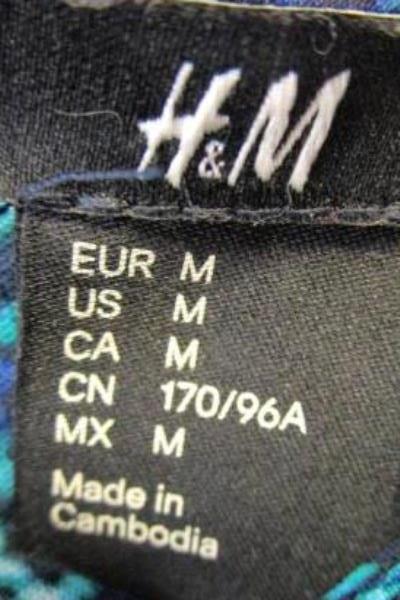 H&M
EUR M
US M
CA M
CN 170/96A
MX M
Made in
Cambodia